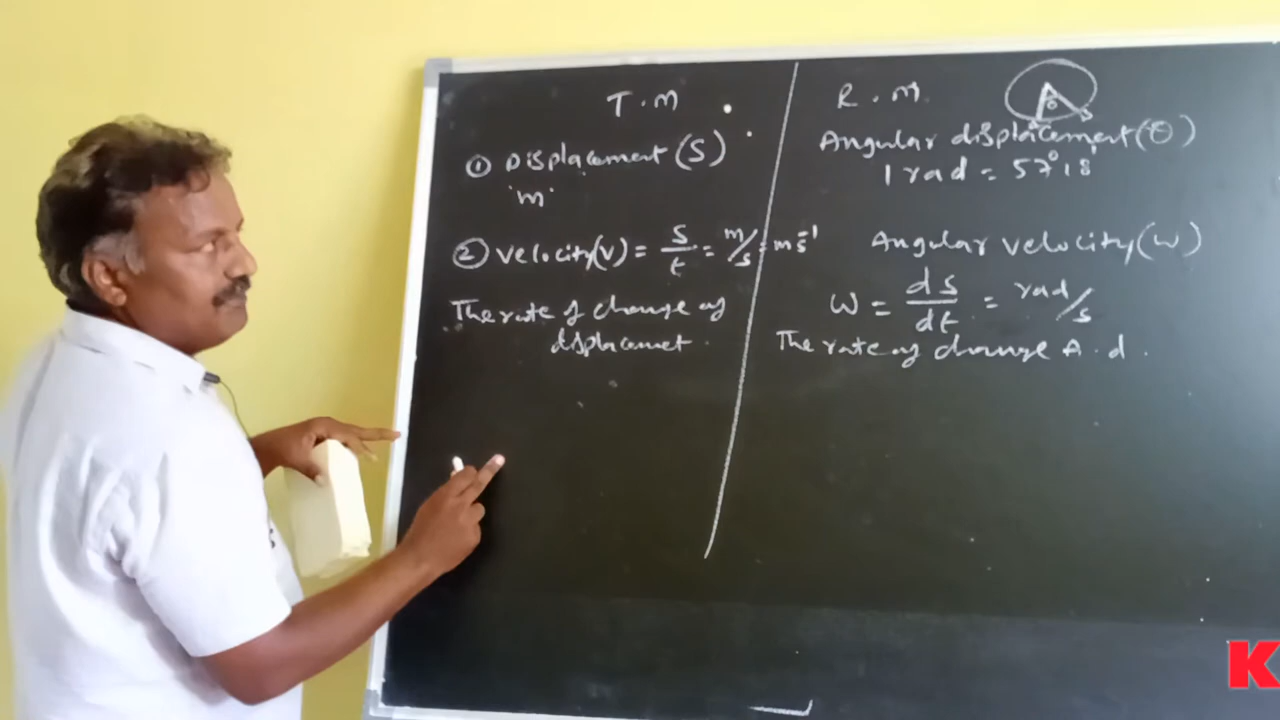 T.M
① Displacement (S)
'm'
② Velocity(v) = s/t = m/s = ms⁻¹
The rate of change of
displacemet.
R.M
θ
s
Angular displacement(θ)
1 rad = 57°18'
Angular velocity(ω)
ω = ds/dt = rad/s
The rate of change A.d.
K